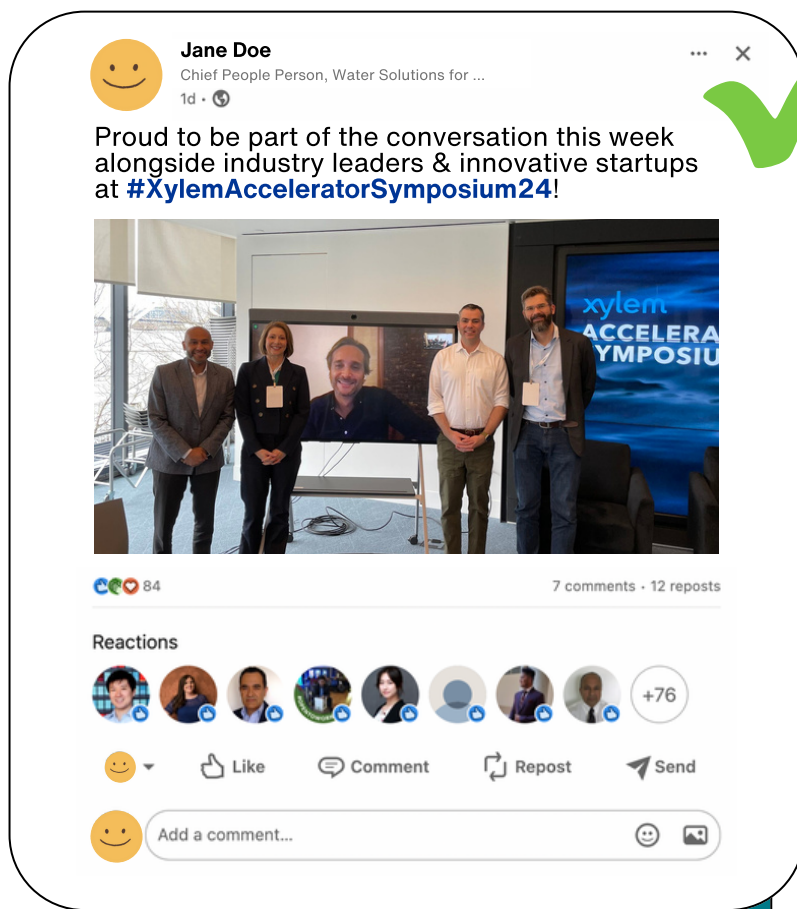 Jane Doe
Chief People Person, Water Solutions for ...
1d •
Proud to be part of the conversation this week
alongside industry leaders & innovative startups
at #XylemAcceleratorSymposium24!
xylem
ACCELERA
YMPOSIU
84
7 comments · 12 reposts
Reactions
+76
Like
Comment
Repost
Send
Add a comment...